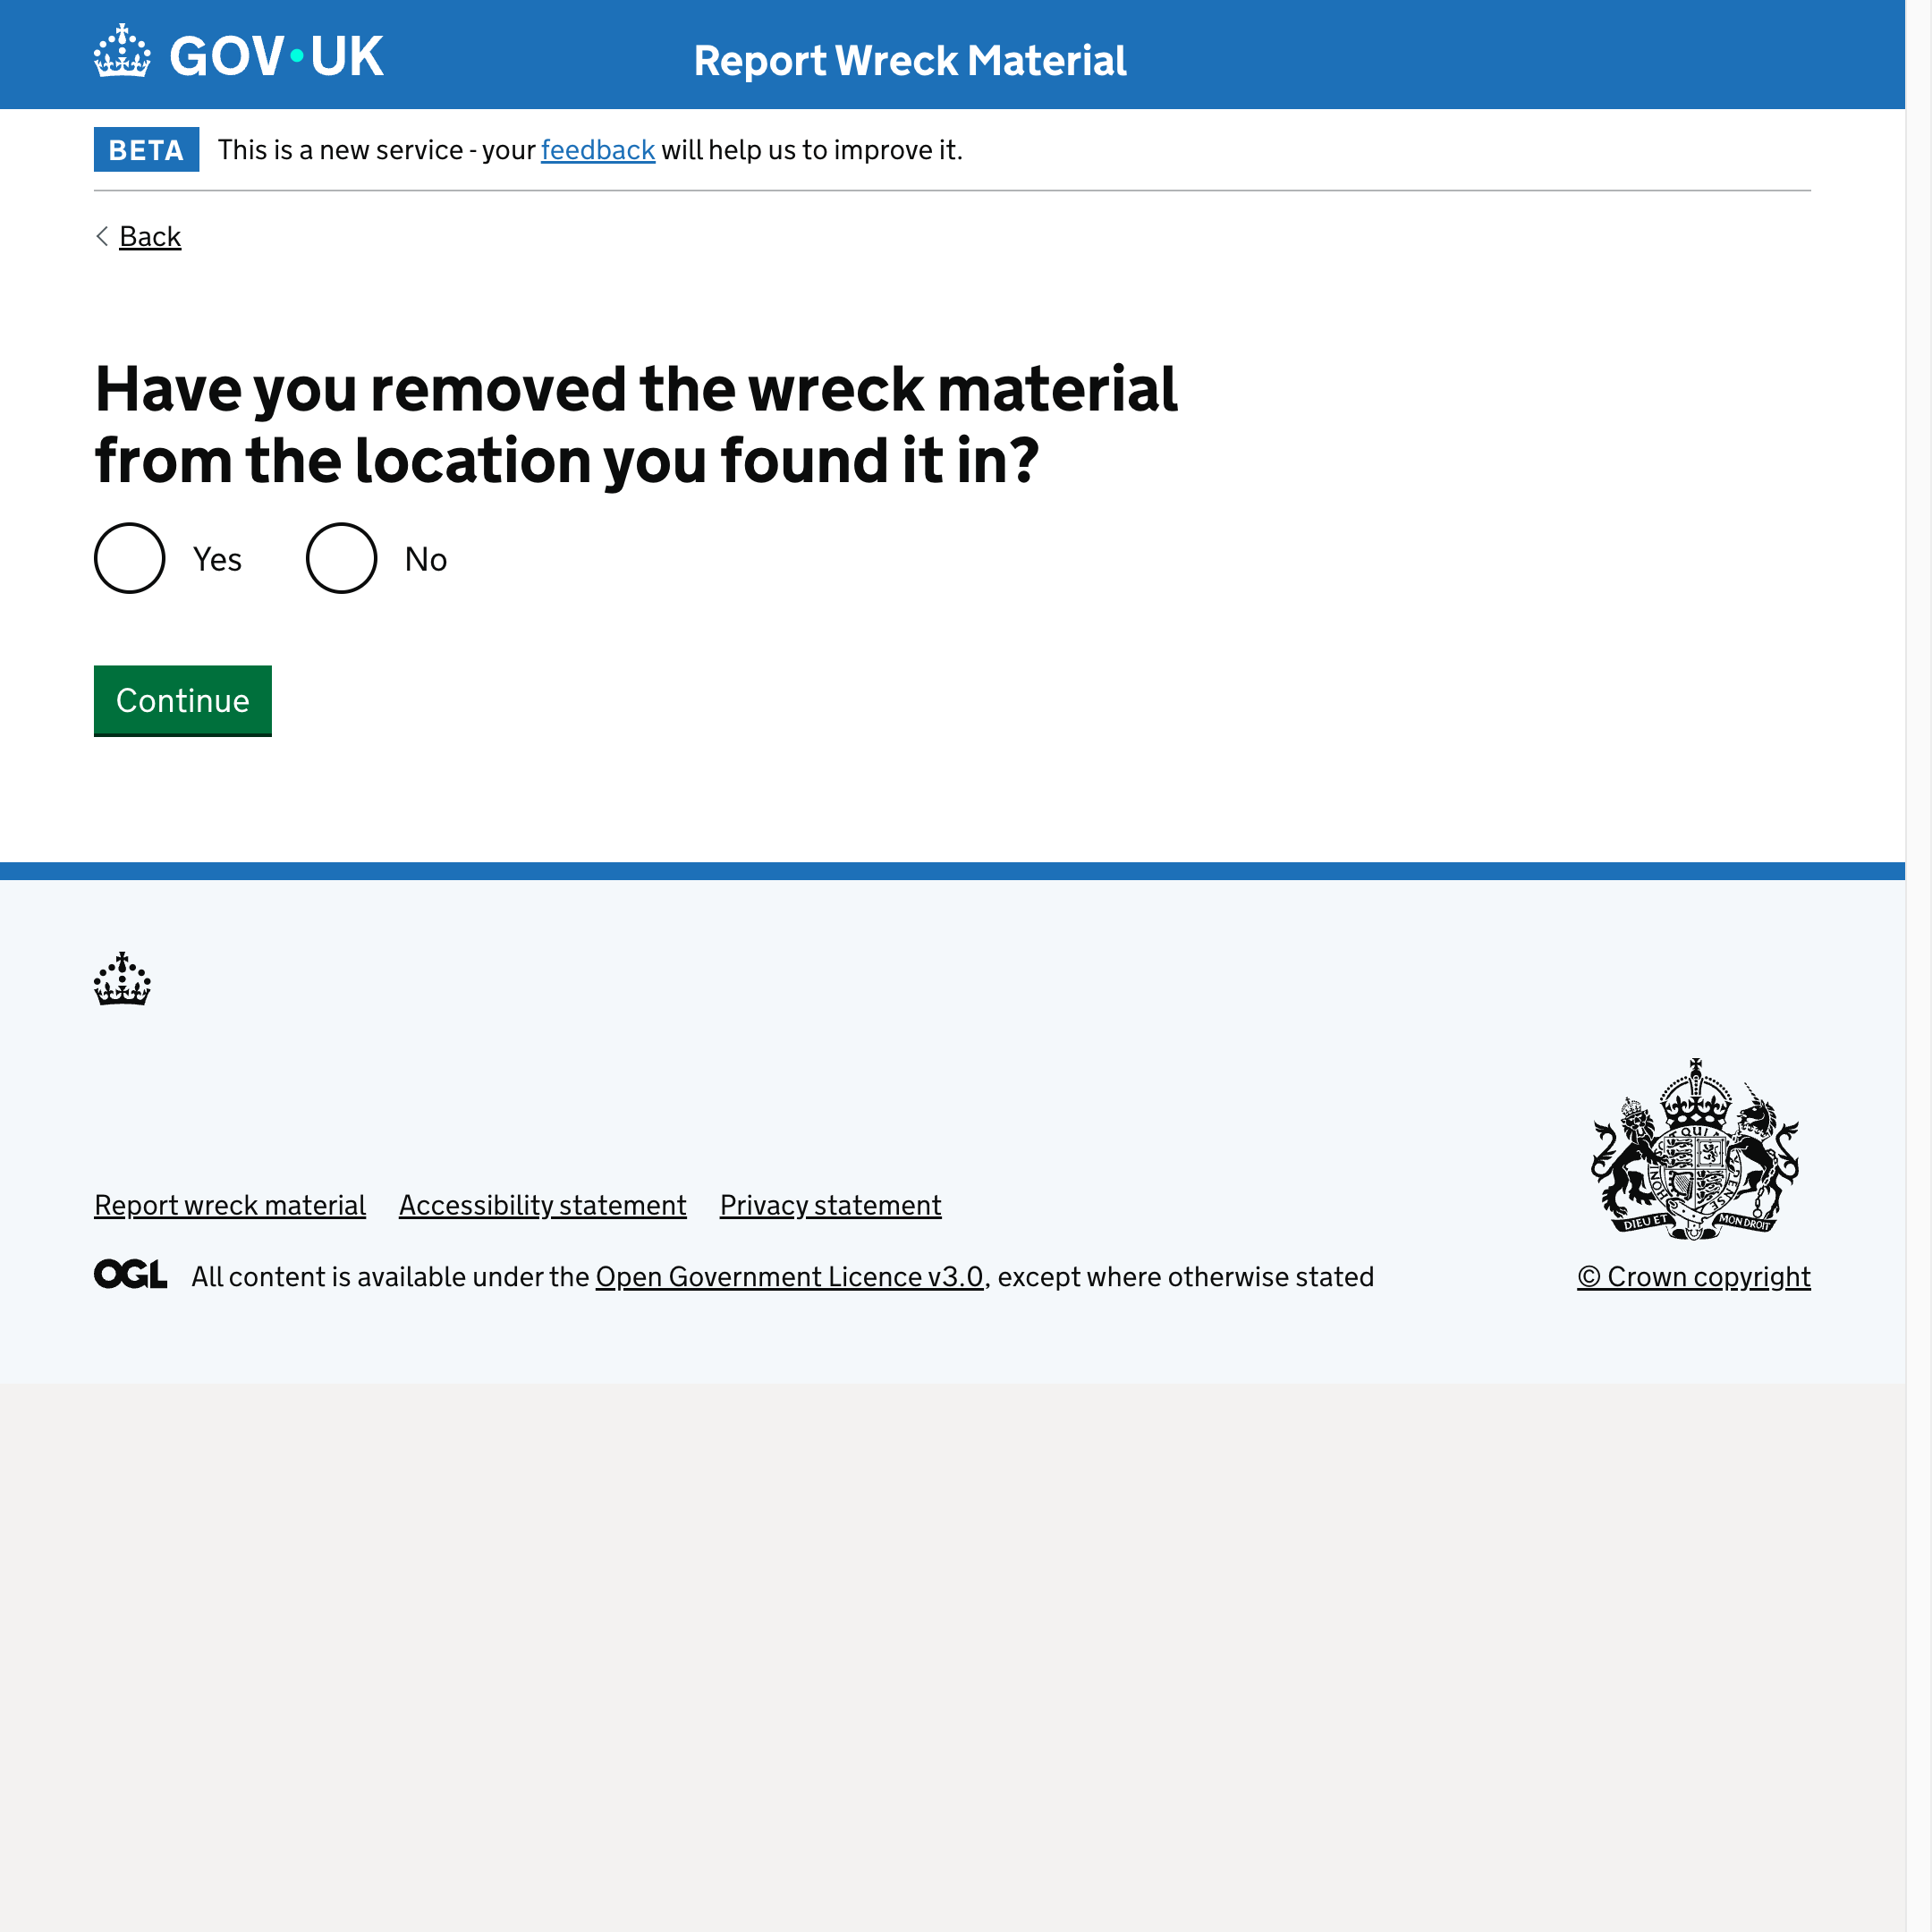 GOV.UK
Report Wreck Material
BETA This is a new service - your feedback will help us to improve it.
Back
Have you removed the wreck material
from the location you found it in?
Yes No
Continue
Report wreck material Accessibility statement Privacy statement
DIEU ET MON DROIT
OGL All content is available under the Open Government Licence v3.0, except where otherwise stated
© Crown copyright